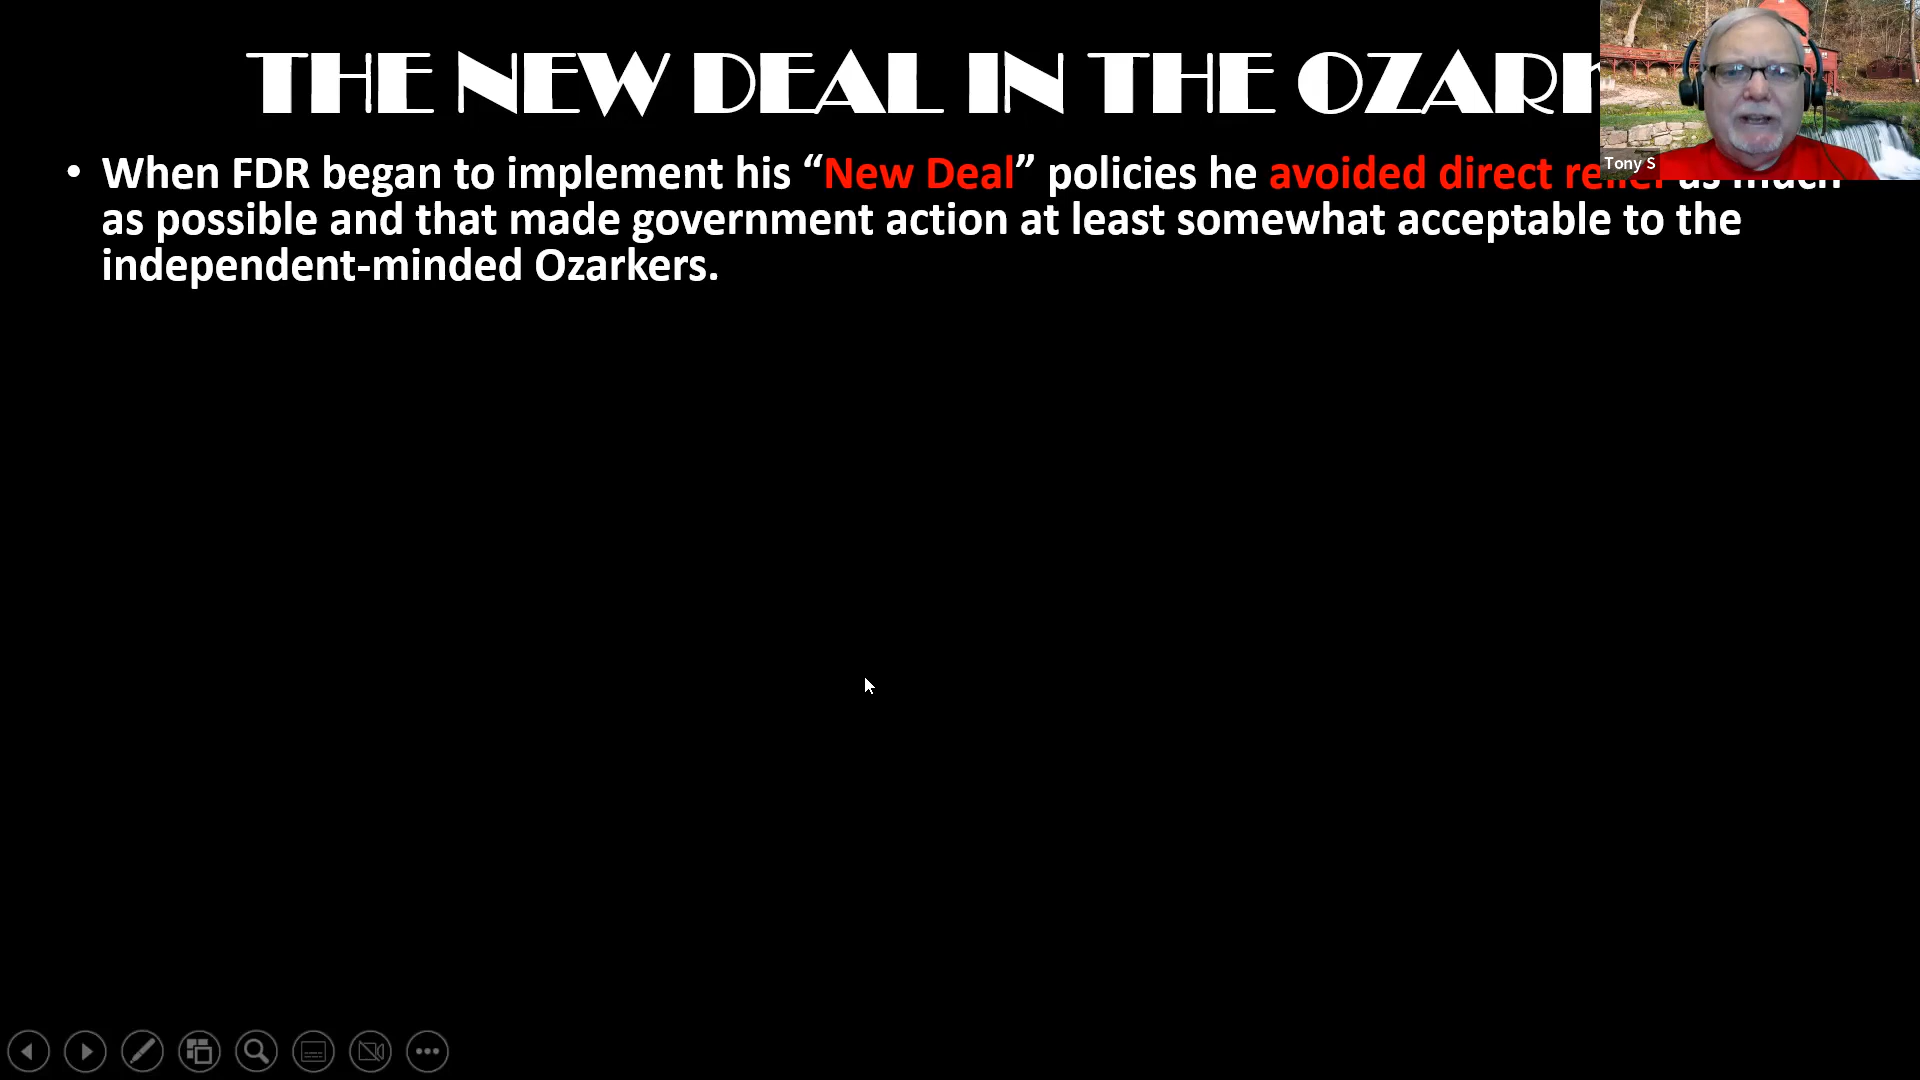 THE NEW DEAL IN THE
• When FDR began to implement his “New Deal” policies he avoided direct
as possible and that made government action at least somewhat acceptable to the
independent-minded Ozarkers.
Tony S